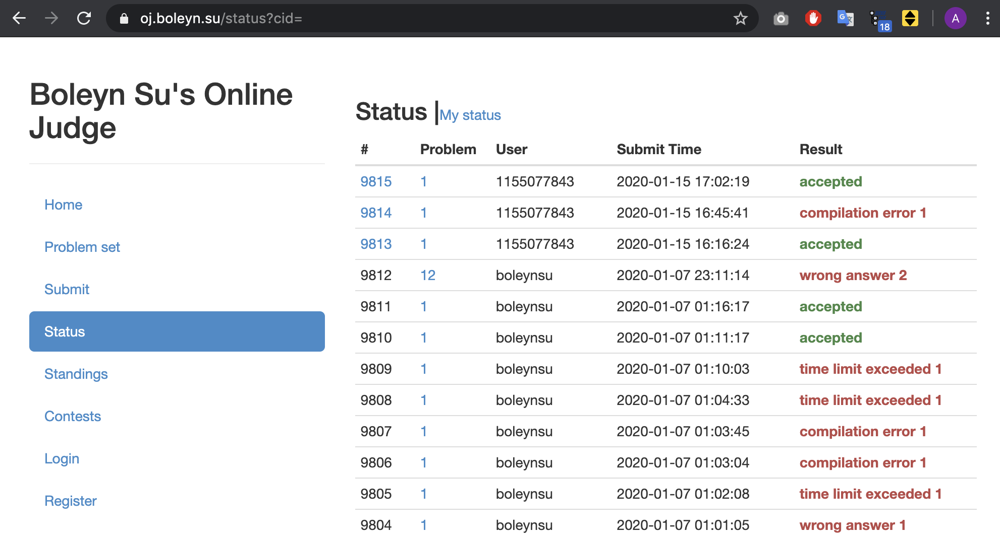 oj.boleyn.su/status?cid=
18
A
Boleyn Su's Online
Judge
Home
Problem set
Submit
Status
Standings
Contests
Login
Register
Status |My status
# Problem User Submit Time Result
9815 1 1155077843 2020-01-15 17:02:19 accepted
9814 1 1155077843 2020-01-15 16:45:41 compilation error 1
9813 1 1155077843 2020-01-15 16:16:24 accepted
9812 12 boleynsu 2020-01-07 23:11:14 wrong answer 2
9811 1 boleynsu 2020-01-07 01:16:17 accepted
9810 1 boleynsu 2020-01-07 01:11:17 accepted
9809 1 boleynsu 2020-01-07 01:10:03 time limit exceeded 1
9808 1 boleynsu 2020-01-07 01:04:33 time limit exceeded 1
9807 1 boleynsu 2020-01-07 01:03:45 compilation error 1
9806 1 boleynsu 2020-01-07 01:03:04 compilation error 1
9805 1 boleynsu 2020-01-07 01:02:08 time limit exceeded 1
9804 1 boleynsu 2020-01-07 01:01:05 wrong answer 1